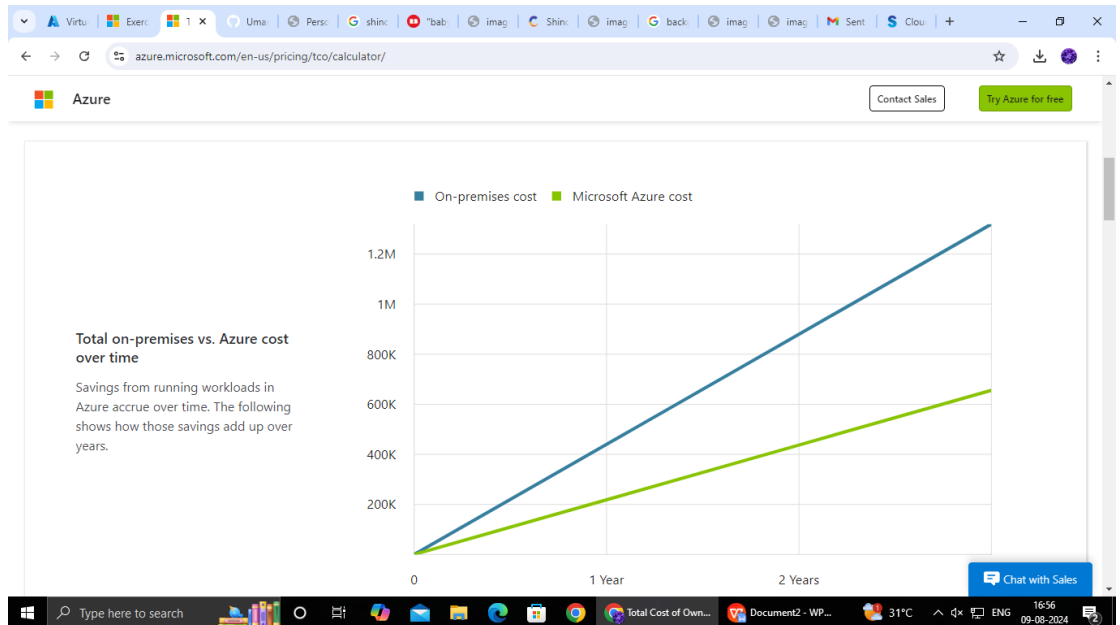 Virtu
Exerc
T
Uma
Persc
shinc
"bab
imag
Shinc
imag
back
imag
imag
Sent
Clou
azure.microsoft.com/en-us/pricing/tco/calculator/
Azure
Contact Sales
Try Azure for free
On-premises cost
Microsoft Azure cost
1.2M
1M
800K
600K
400K
200K
0
1 Year
2 Years
Total on-premises vs. Azure cost
over time
Savings from running workloads in
Azure accrue over time. The following
shows how those savings add up over
years.
Chat with Sales
Type here to search
Total Cost of Own...
Document2 - WP...
31°C
ENG
16:56
09-08-2024
2